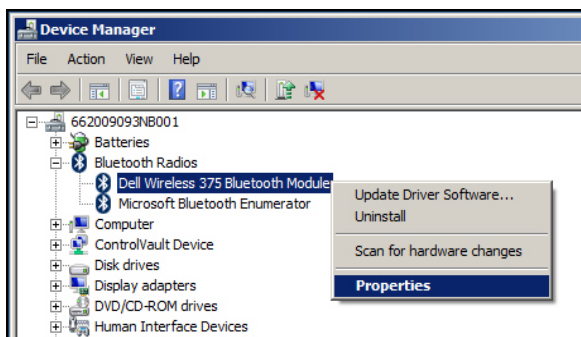 Device Manager
File Action View Help
662009093NB001
Batteries
Bluetooth Radios
Dell Wireless 375 Bluetooth Module
Microsoft Bluetooth Enumerator
Computer
ControlVault Device
Disk drives
Display adapters
DVD/CD-ROM drives
Human Interface Devices
Update Driver Software...
Uninstall
Scan for hardware changes
Properties